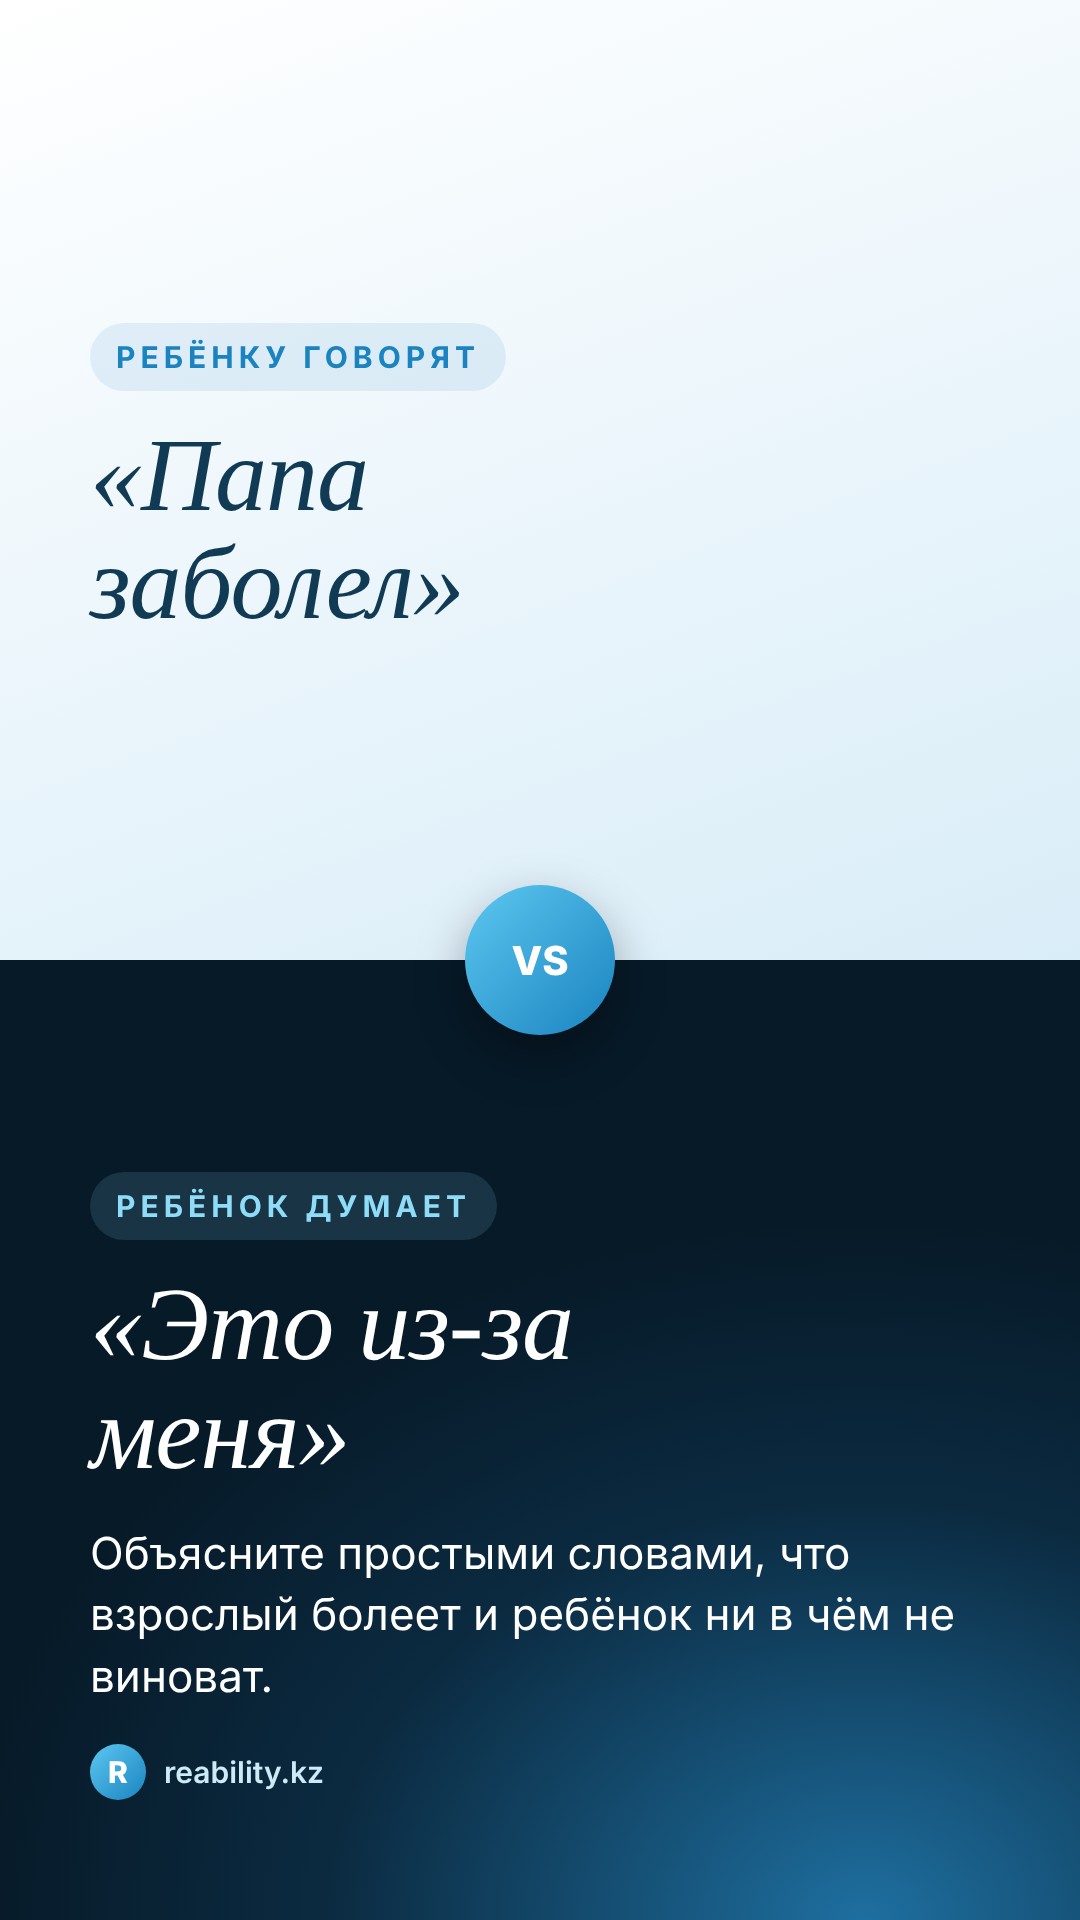 РЕБЁНКУ ГОВОРЯТ
«Папа
заболел»
VS
РЕБЁНОК ДУМАЕТ
«Это из-за
меня»
Объясните простыми словами, что
взрослый болеет и ребёнок ни в чём не
виноват.
R reability.kz